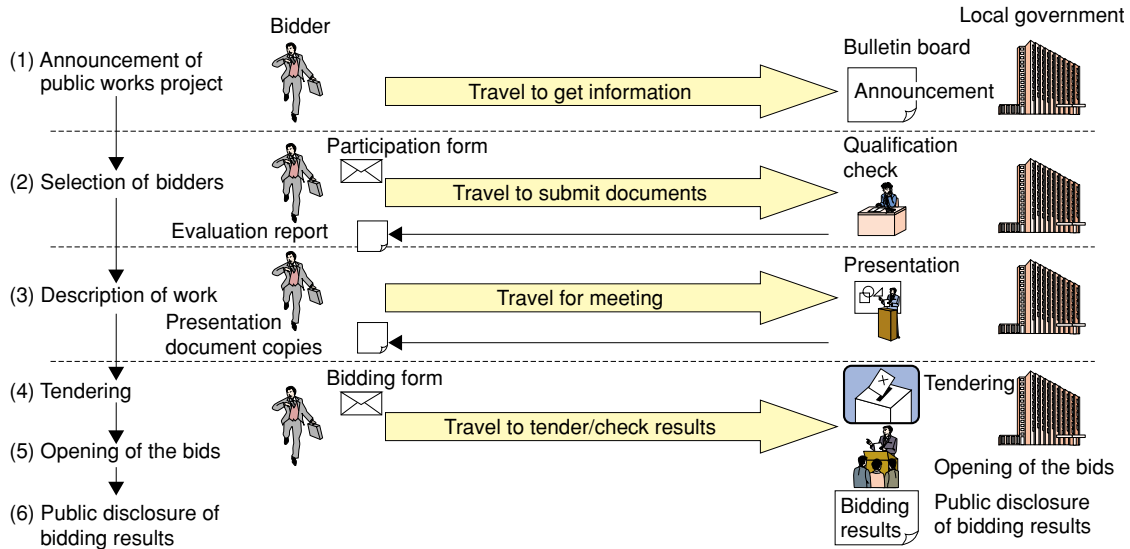 Bidder
Local government
(1) Announcement of
public works project
Travel to get information
Bulletin board
Announcement
(2) Selection of bidders
Participation form
Travel to submit documents
Qualification
check
Evaluation report
(3) Description of work
Travel for meeting
Presentation
Presentation
document copies
(4) Tendering
Bidding form
Travel to tender/check results
Tendering
(5) Opening of the bids
Opening of the bids
(6) Public disclosure of
bidding results
Bidding
results
Public disclosure
of bidding results